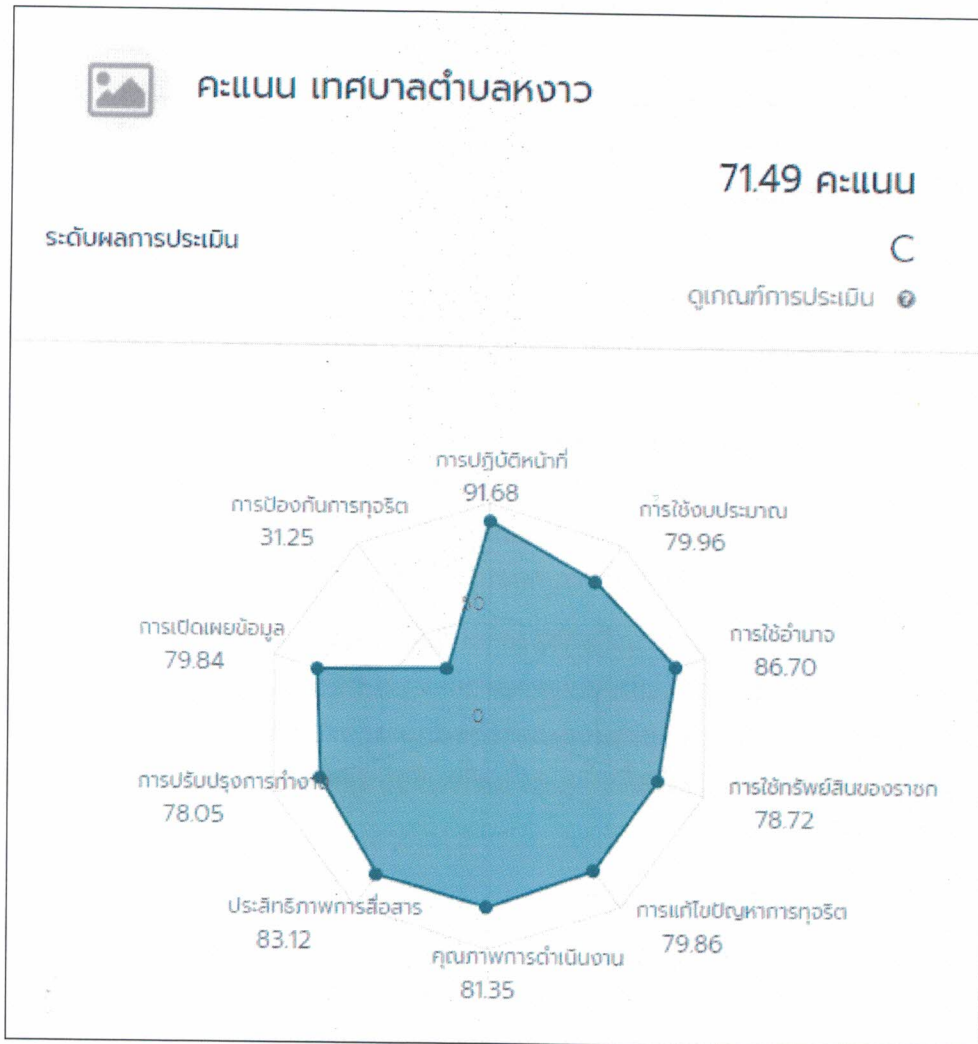 คะแนน เทศบาลตำบลหงาว
71.49 คะแนน
ระดับผลการประเมิน
C
ดูเกณฑ์การประเมิน
การปฏิบัติหน้าที่
91.68
การใช้งบประมาณ
79.96
การใช้อำนาจ
86.70
การใช้ทรัพย์สินของราชก
78.72
การแก้ไขปัญหาการทุจริต
79.86
คุณภาพการดำเนินงาน
81.35
ประสิทธิภาพการสื่อสาร
83.12
การปรับปรุงการทำงาน
78.05
การเปิดเผยข้อมูล
79.84
การป้องกันการทุจริต
31.25
50
0